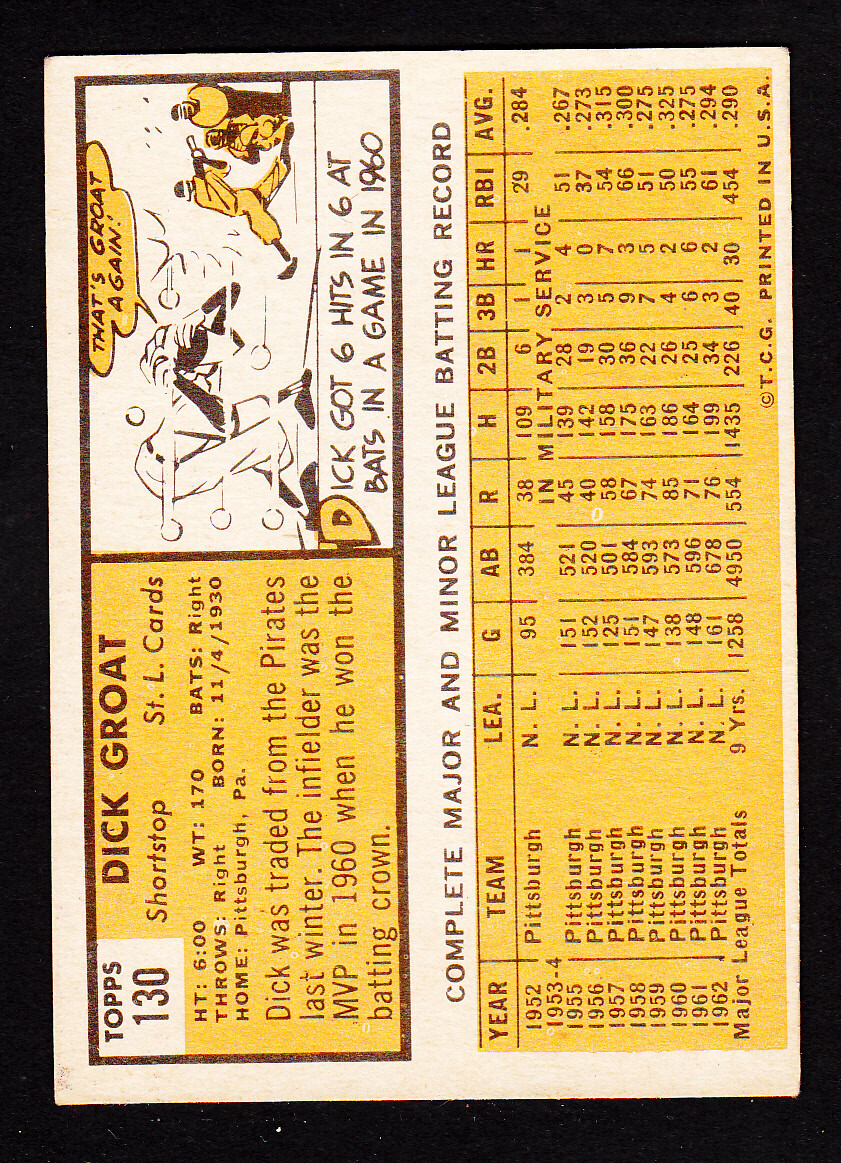 TOPPS
130
DICK GROAT
Shortstop St. L. Cards
HT: 6:00 WT: 170 BATS: Right
THROWS: Right BORN: 11/4/1930
HOME: Pittsburgh, Pa.
Dick was traded from the Pirates
last winter. The infielder was the
MVP in 1960 when he won the
batting crown.
THAT'S GROAT
AGAIN!
DICK GOT 6 HITS IN 6 AT
BATS IN A GAME IN 1960
COMPLETE MAJOR AND MINOR LEAGUE BATTING RECORD
YEAR TEAM LEA. G AB R H 2B 3B HR RBI AVG.
1952 Pittsburgh N. L. 95 384 38 109 6 1 1 29 .284
1953-4 IN MILITARY SERVICE
1955 Pittsburgh N. L. 151 521 45 139 28 2 4 51 .267
1956 Pittsburgh N. L. 152 520 40 142 19 3 0 37 .273
1957 Pittsburgh N. L. 125 501 58 158 30 5 7 54 .315
1958 Pittsburgh N. L. 151 584 67 175 36 9 3 66 .300
1959 Pittsburgh N. L. 147 593 74 163 22 7 5 51 .275
1960 Pittsburgh N. L. 138 573 85 186 26 4 2 50 .325
1961 Pittsburgh N. L. 148 596 71 164 25 6 6 55 .275
1962 Pittsburgh N. L. 161 678 76 199 34 3 2 61 .294
Major League Totals 9 Yrs. 1258 4950 554 1435 226 40 30 454 .290
©T.C.G. PRINTED IN U.S.A.